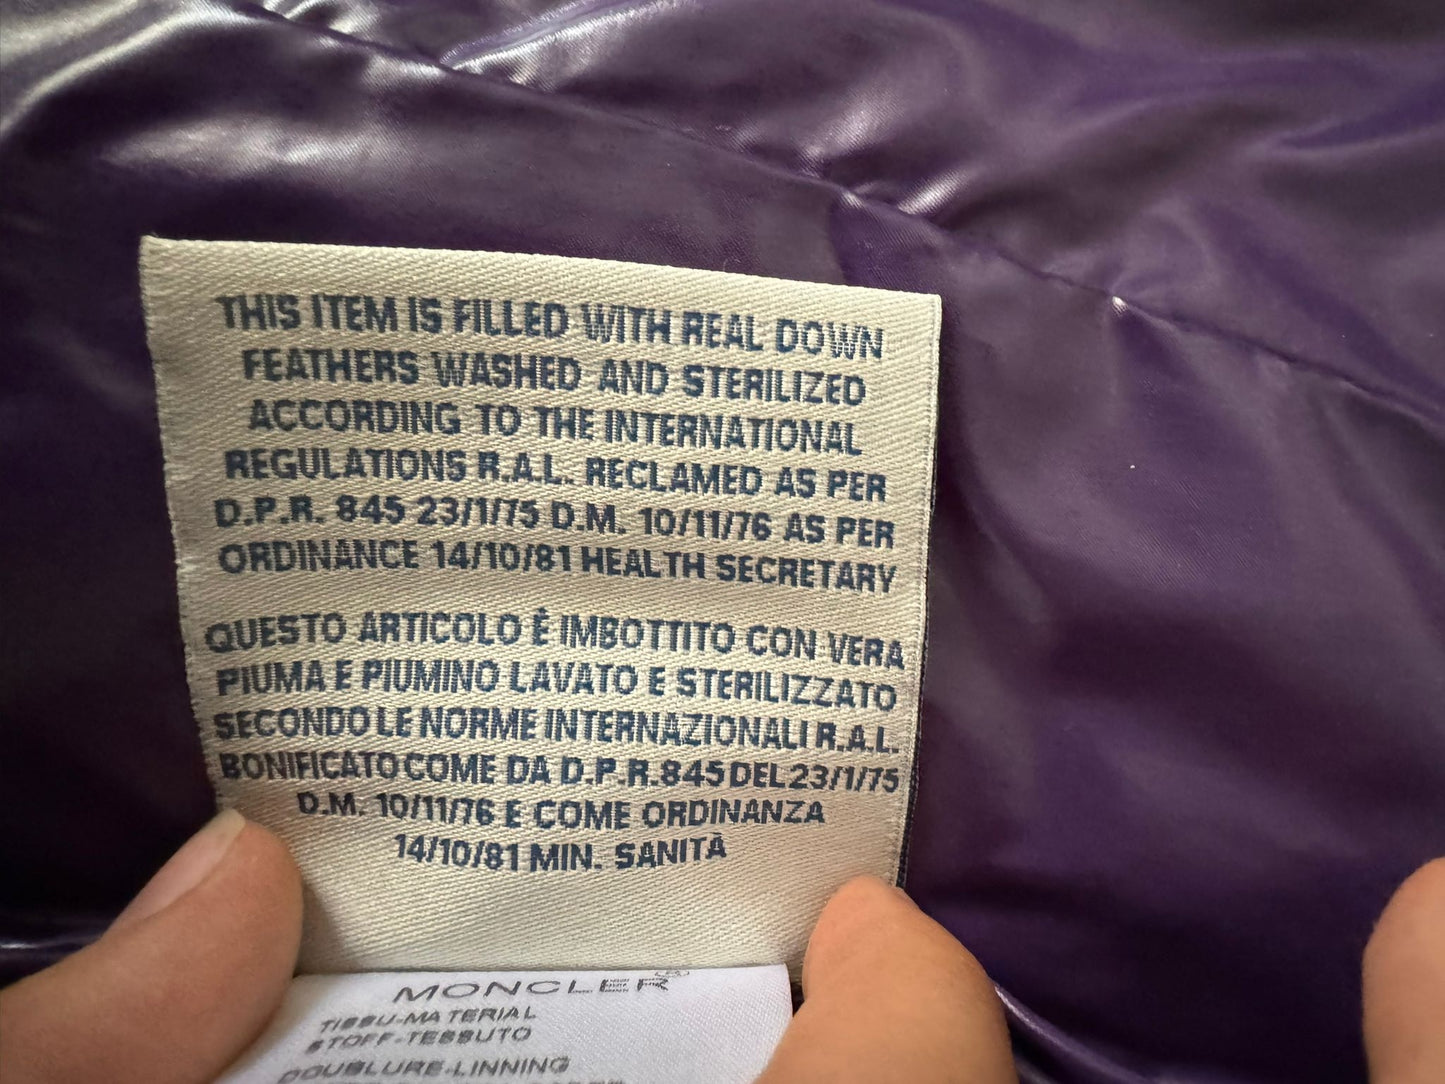 THIS ITEM IS FILLED WITH REAL DOWN
FEATHERS WASHED AND STERILIZED
ACCORDING TO THE INTERNATIONAL
REGULATIONS R.A.L. RECLAMED AS PER
D.P.R. 845 23/1/75 D.M. 10/11/76 AS PER
ORDINANCE 14/10/81 HEALTH SECRETARY
QUESTO ARTICOLO È IMBOTTITO CON VERA
PIUMA E PIUMINO LAVATO E STERILIZZATO
SECONDO LE NORME INTERNAZIONALI R.A.L.
BONIFICATO COME DA D.P.R. 845 DEL 23/1/75
D.M. 10/11/76 E COME ORDINANZA
14/10/81 MIN. SANITÀ
MONCLER®
TISSU-MATERIAL
STOFF-TESSUTO
DOUBLURE-LINNING